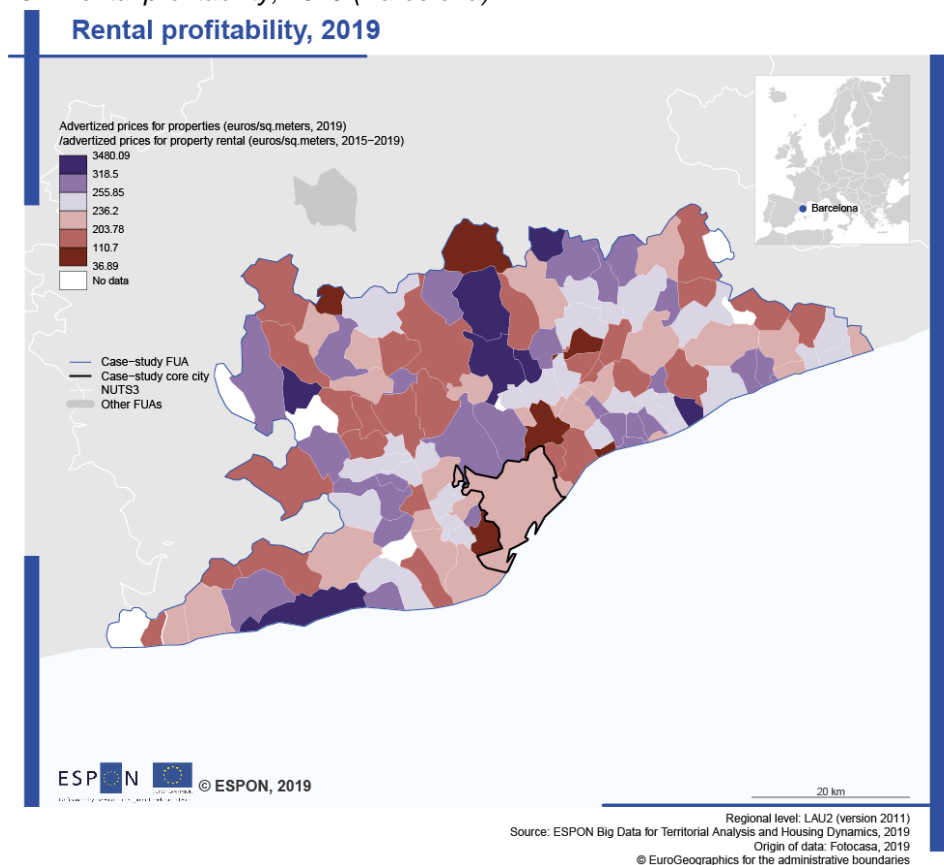 Rental profitability, 2019
Advertized prices for properties (euros/sq.meters, 2019)
/advertized prices for property rental (euros/sq.meters, 2015−2019)
3480.09
318.5
255.85
236.2
203.78
110.7
36.89
No data
Barcelona
Case−study FUA
Case−study core city
NUTS3
Other FUAs
ESPON
© ESPON, 2019
20 km
Regional level: LAU2 (version 2011)
Source: ESPON Big Data for Territorial Analysis and Housing Dynamics, 2019
Origin of data: Fotocasa, 2019
© EuroGeographics for the administrative boundaries